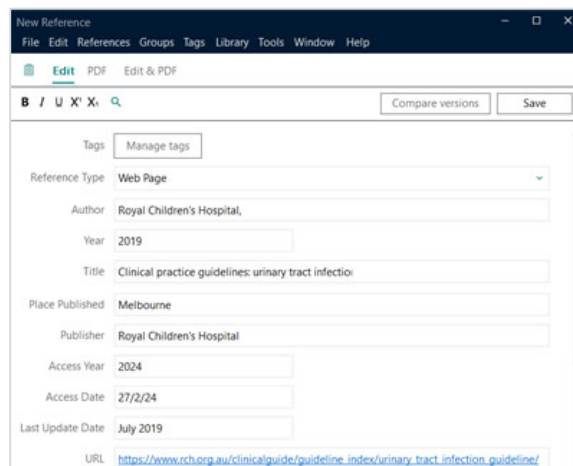 New Reference
File Edit References Groups Tags Library Tools Window Help
Edit PDF Edit & PDF
B I U X¹ X₁ Compare versions Save
Tags Manage tags
Reference Type Web Page
Author Royal Children's Hospital,
Year 2019
Title Clinical practice guidelines: urinary tract infection
Place Published Melbourne
Publisher Royal Children's Hospital
Access Year 2024
Access Date 27/2/24
Last Update Date July 2019
URL https://www.rch.org.au/clinicalguide/guideline_index/urinary_tract_infection_guideline/